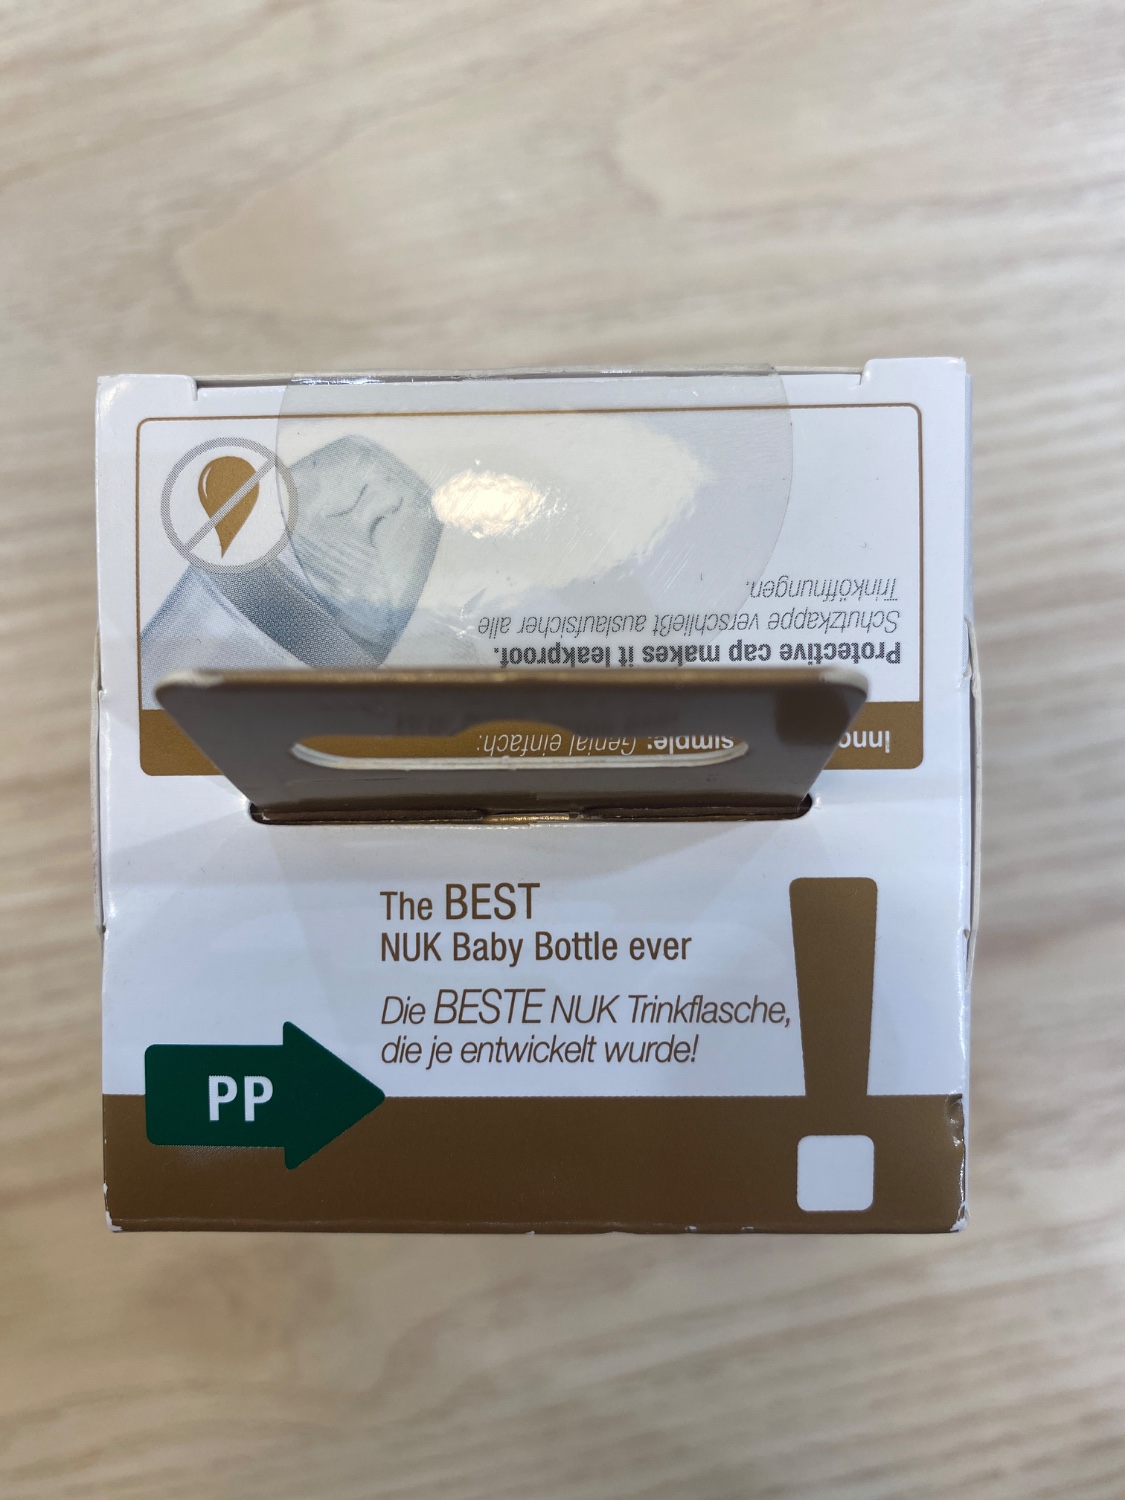 The BEST
NUK Baby Bottle ever
Die BESTE NUK Trinkflasche,
die je entwickelt wurde!
PP
simple: Genial einfach:
Protective cap makes it leakproof.
Schutzkappe verschließt auslaufsicher alle
Trinköffnungen.